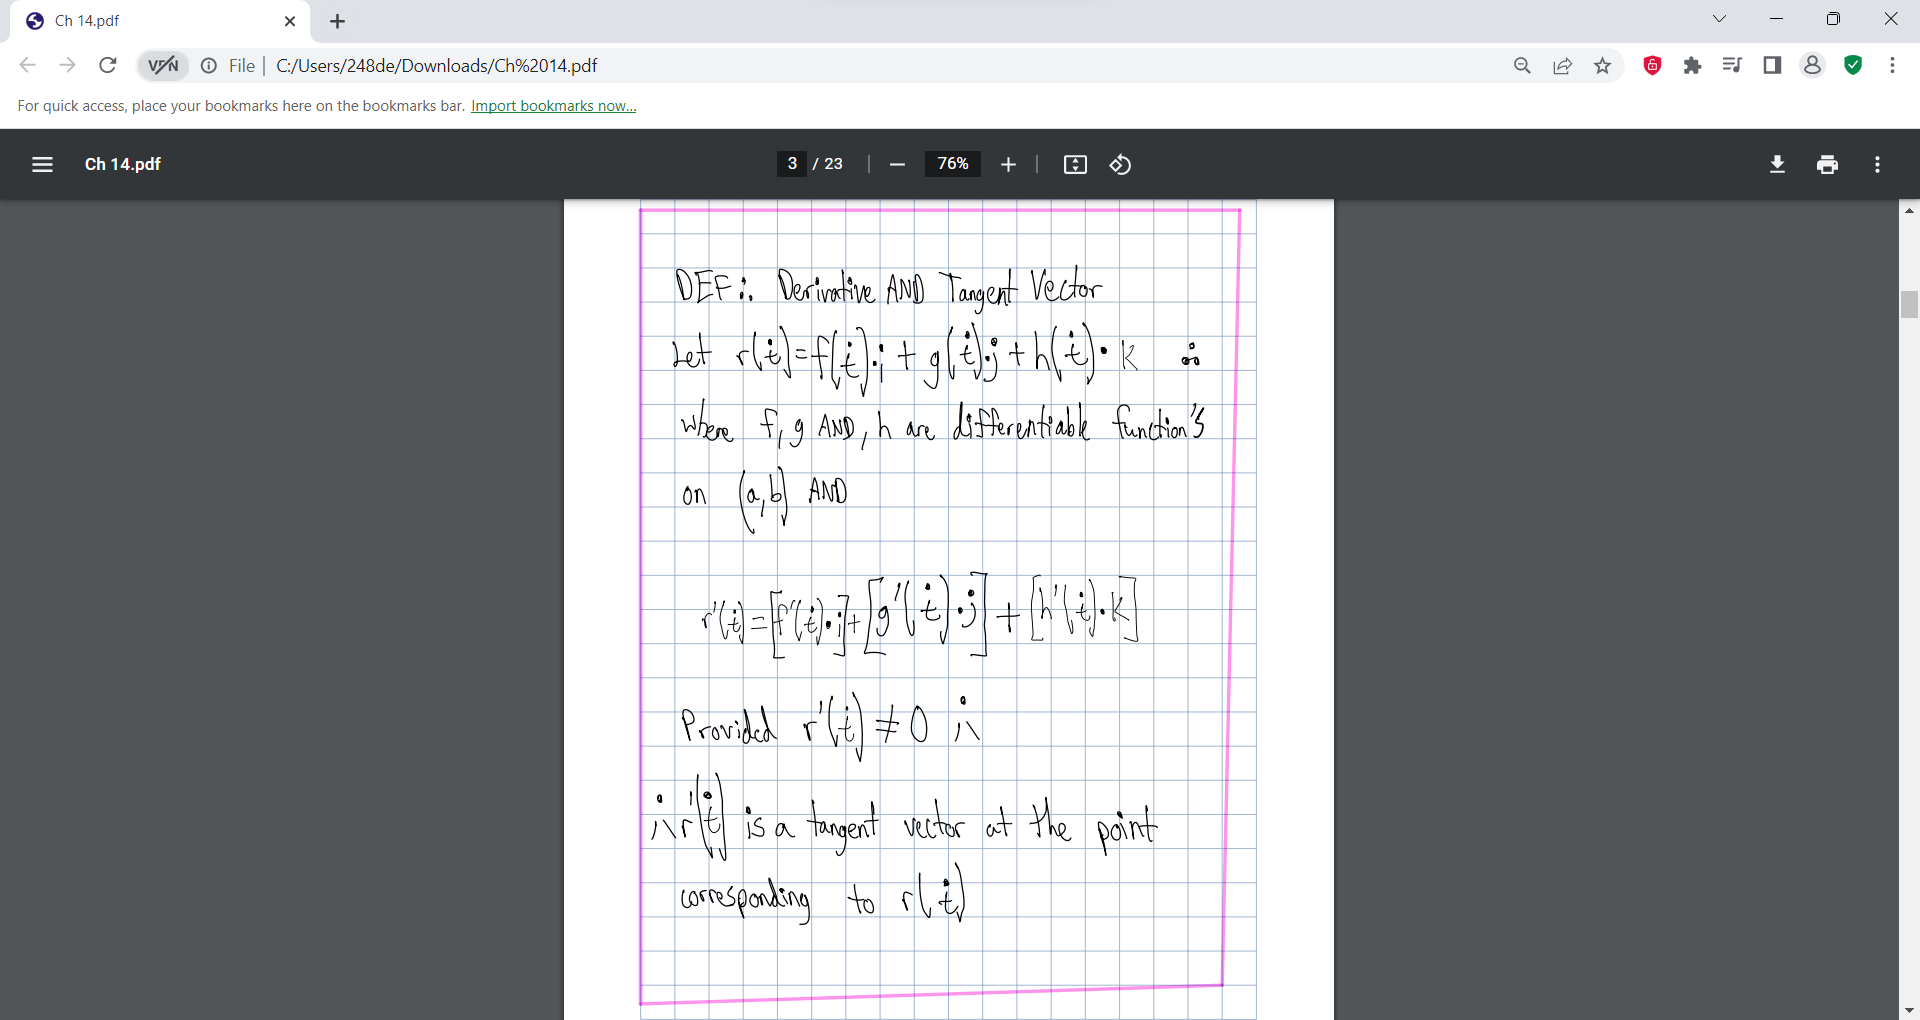 Ch 14.pdf
VPN File C:/Users/248de/Downloads/Ch%2014.pdf
For quick access, place your bookmarks here on the bookmarks bar. Import bookmarks now...
Ch 14.pdf 3 / 23 76%
DEF∴ Derivative AND Tangent Vector
Let r(t)=f(t)·i + g(t)·j + h(t)·k ∴
where f, g AND, h are differentiable function's
on (a,b) AND
r'(t)=[f'(t)·i]+[g'(t)·j]+[h'(t)·k]
Provided r'(t)≠0 ∴
∴r'(t) is a tangent vector at the point
corresponding to r(t)